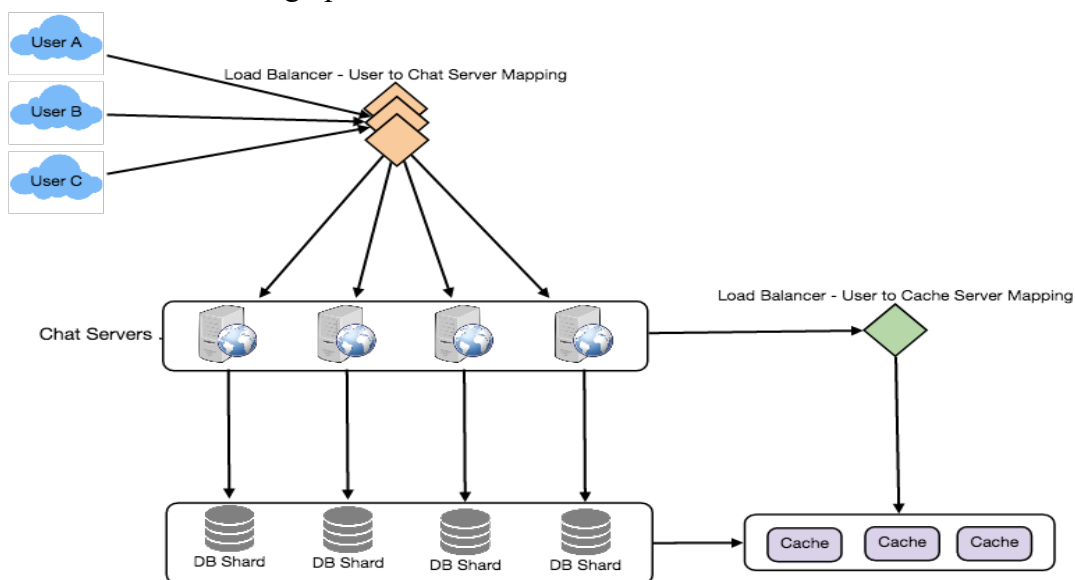 User A
Load Balancer - User to Chat Server Mapping
User B
User C
Load Balancer - User to Cache Server Mapping
Chat Servers
Cache Cache Cache
DB Shard DB Shard DB Shard DB Shard